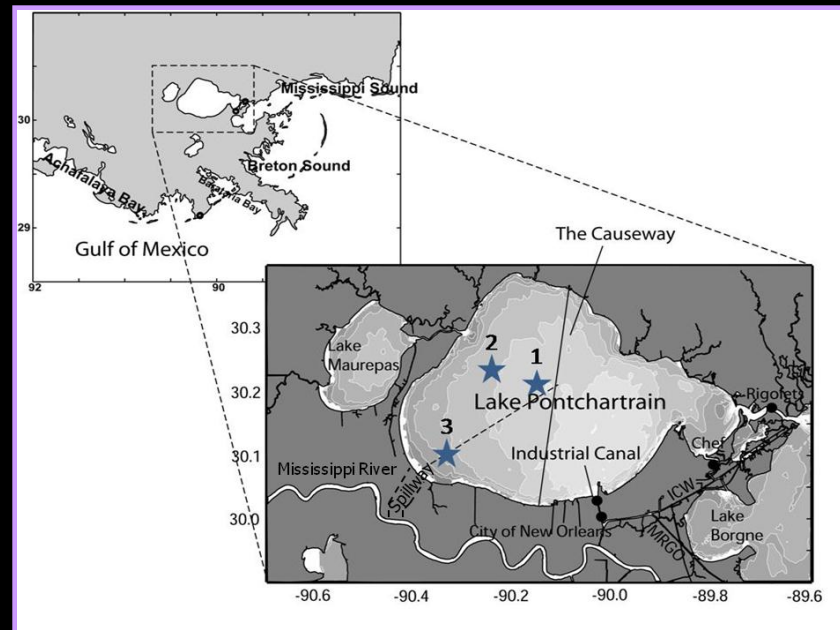 Mississippi Sound
30
Breton Sound
Achafalaya Bay
Barataria Bay
29
Gulf of Mexico
92
90
The Causeway
30.3
Lake
Maurepas
2
1
30.2
Lake Pontchartrain
Rigolets
3
Chef
30.1
Industrial Canal
Mississippi River
Spillway
ICW
30.0
City of New Orleans
MRGO
Lake
Borgne
-90.6
-90.4
-90.2
-90.0
-89.8
-89.6